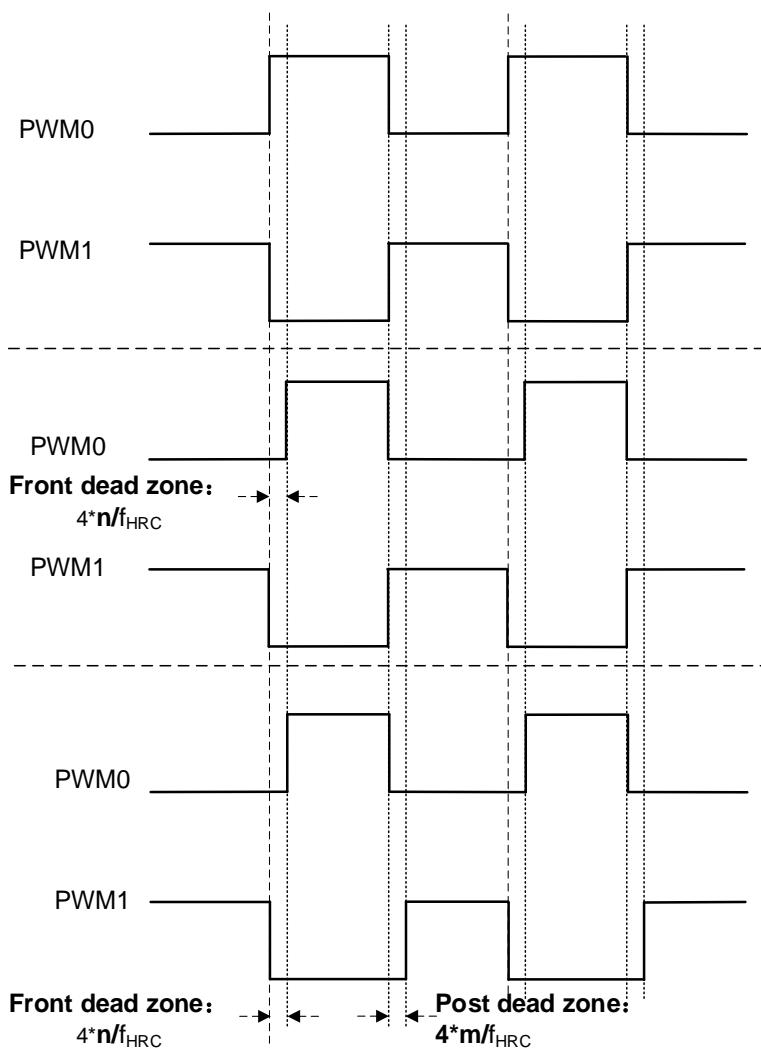 PWM0
PWM1
PWM0
Front dead zone：
4*n/fHRC
PWM1
PWM0
PWM1
Front dead zone： Post dead zone：
4*n/fHRC 4*m/fHRC